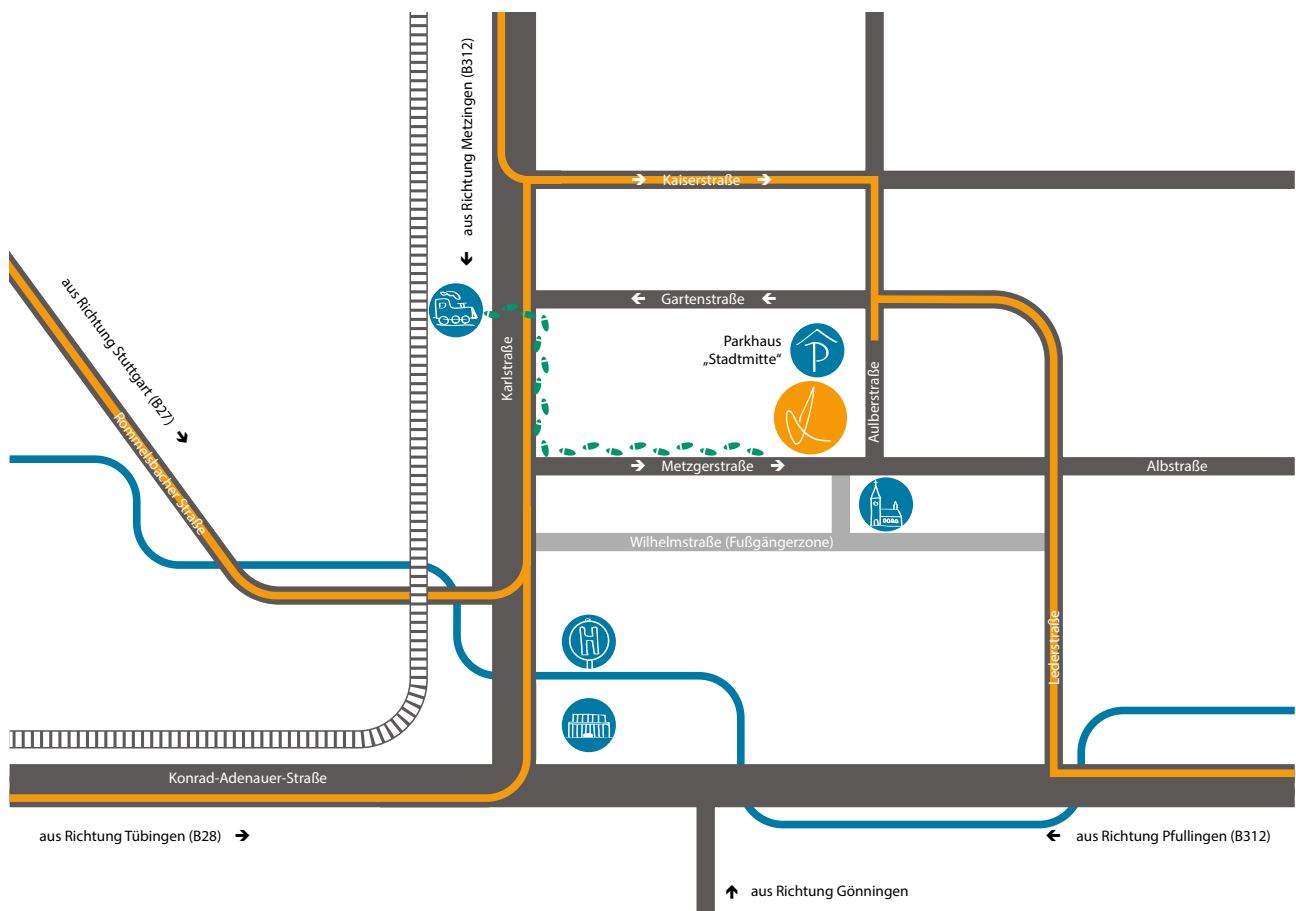 aus Richtung Metzingen (B312)
Kaiserstraße
aus Richtung Stuttgart (B27)
Gartenstraße
Parkhaus
„Stadtmitte“
Karlstraße
Aulberstraße
Rommelsbacher Straße
Metzgerstraße
Albstraße
Wilhelmstraße (Fußgängerzone)
H
P
Lederstraße
Konrad-Adenauer-Straße
aus Richtung Tübingen (B28)
aus Richtung Pfullingen (B312)
aus Richtung Gönningen